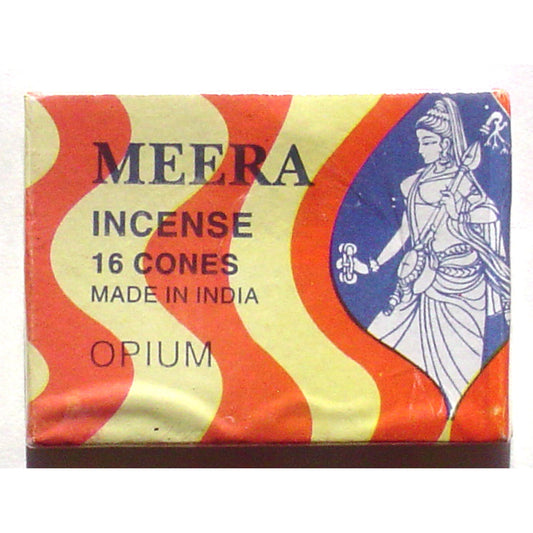 MEERA
INCENSE
16 CONES
MADE IN INDIA
OPIUM